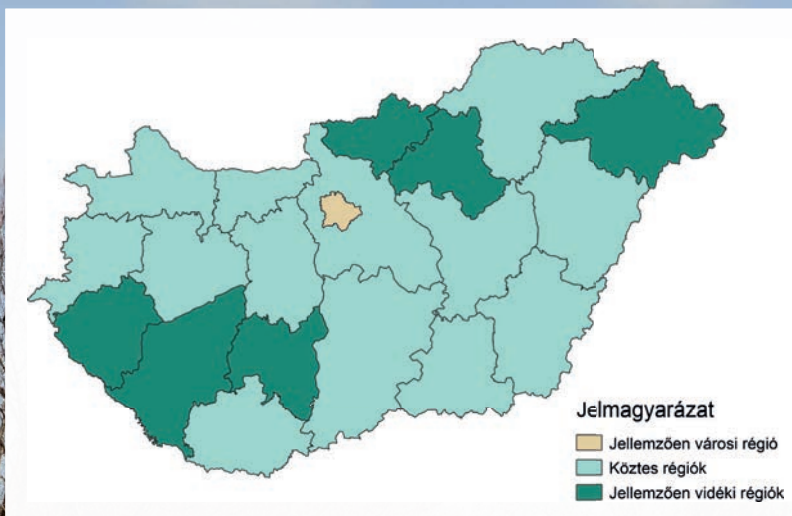 Jelmagyarázat
Jellemzően városi régió
Köztes régiók
Jellemzően vidéki régiók